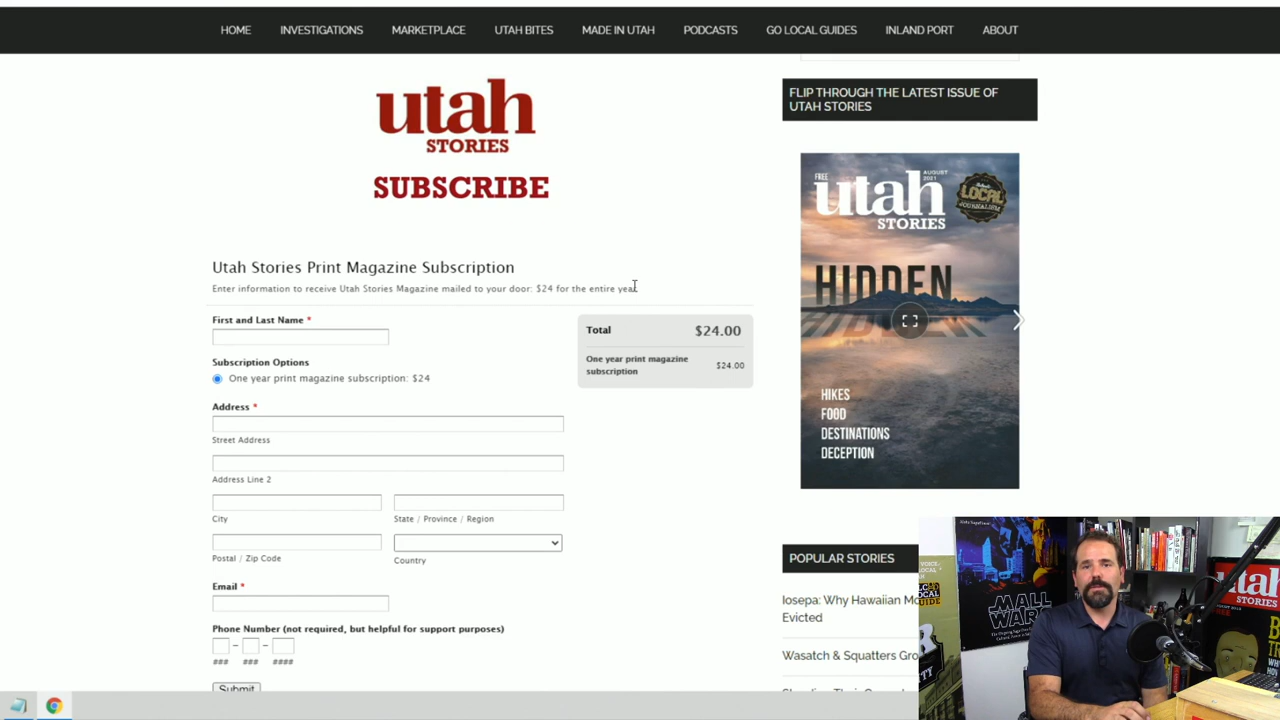 HOME INVESTIGATIONS MARKETPLACE UTAH BITES MADE IN UTAH PODCASTS GO LOCAL GUIDES INLAND PORT ABOUT
utah
STORIES
SUBSCRIBE
Utah Stories Print Magazine Subscription
Enter information to receive Utah Stories Magazine mailed to your door: $24 for the entire year.
First and Last Name *
Subscription Options
One year print magazine subscription: $24
Address *
Street Address
Address Line 2
City
State / Province / Region
Postal / Zip Code
Country
Email *
Phone Number (not required, but helpful for support purposes)
### – ### – ####
Submit
Total $24.00
One year print magazine
subscription
$24.00
FLIP THROUGH THE LATEST ISSUE OF
UTAH STORIES
FREE
AUGUST
2021
utah
STORIES
LOCAL
HIDDEN
HIKES
FOOD
DESTINATIONS
DECEPTION
POPULAR STORIES
Iosepa: Why Hawaiian Mo
Evicted
Wasatch & Squatters Gro
MALL
WARS
utah
STORIES